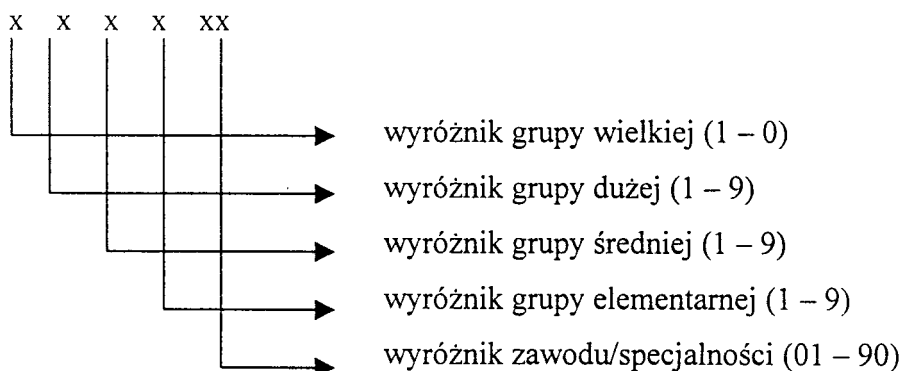 x x x x xx
wyróżnik grupy wielkiej (1 – 0)
wyróżnik grupy dużej (1 – 9)
wyróżnik grupy średniej (1 – 9)
wyróżnik grupy elementarnej (1 – 9)
wyróżnik zawodu/specjalności (01 – 90)